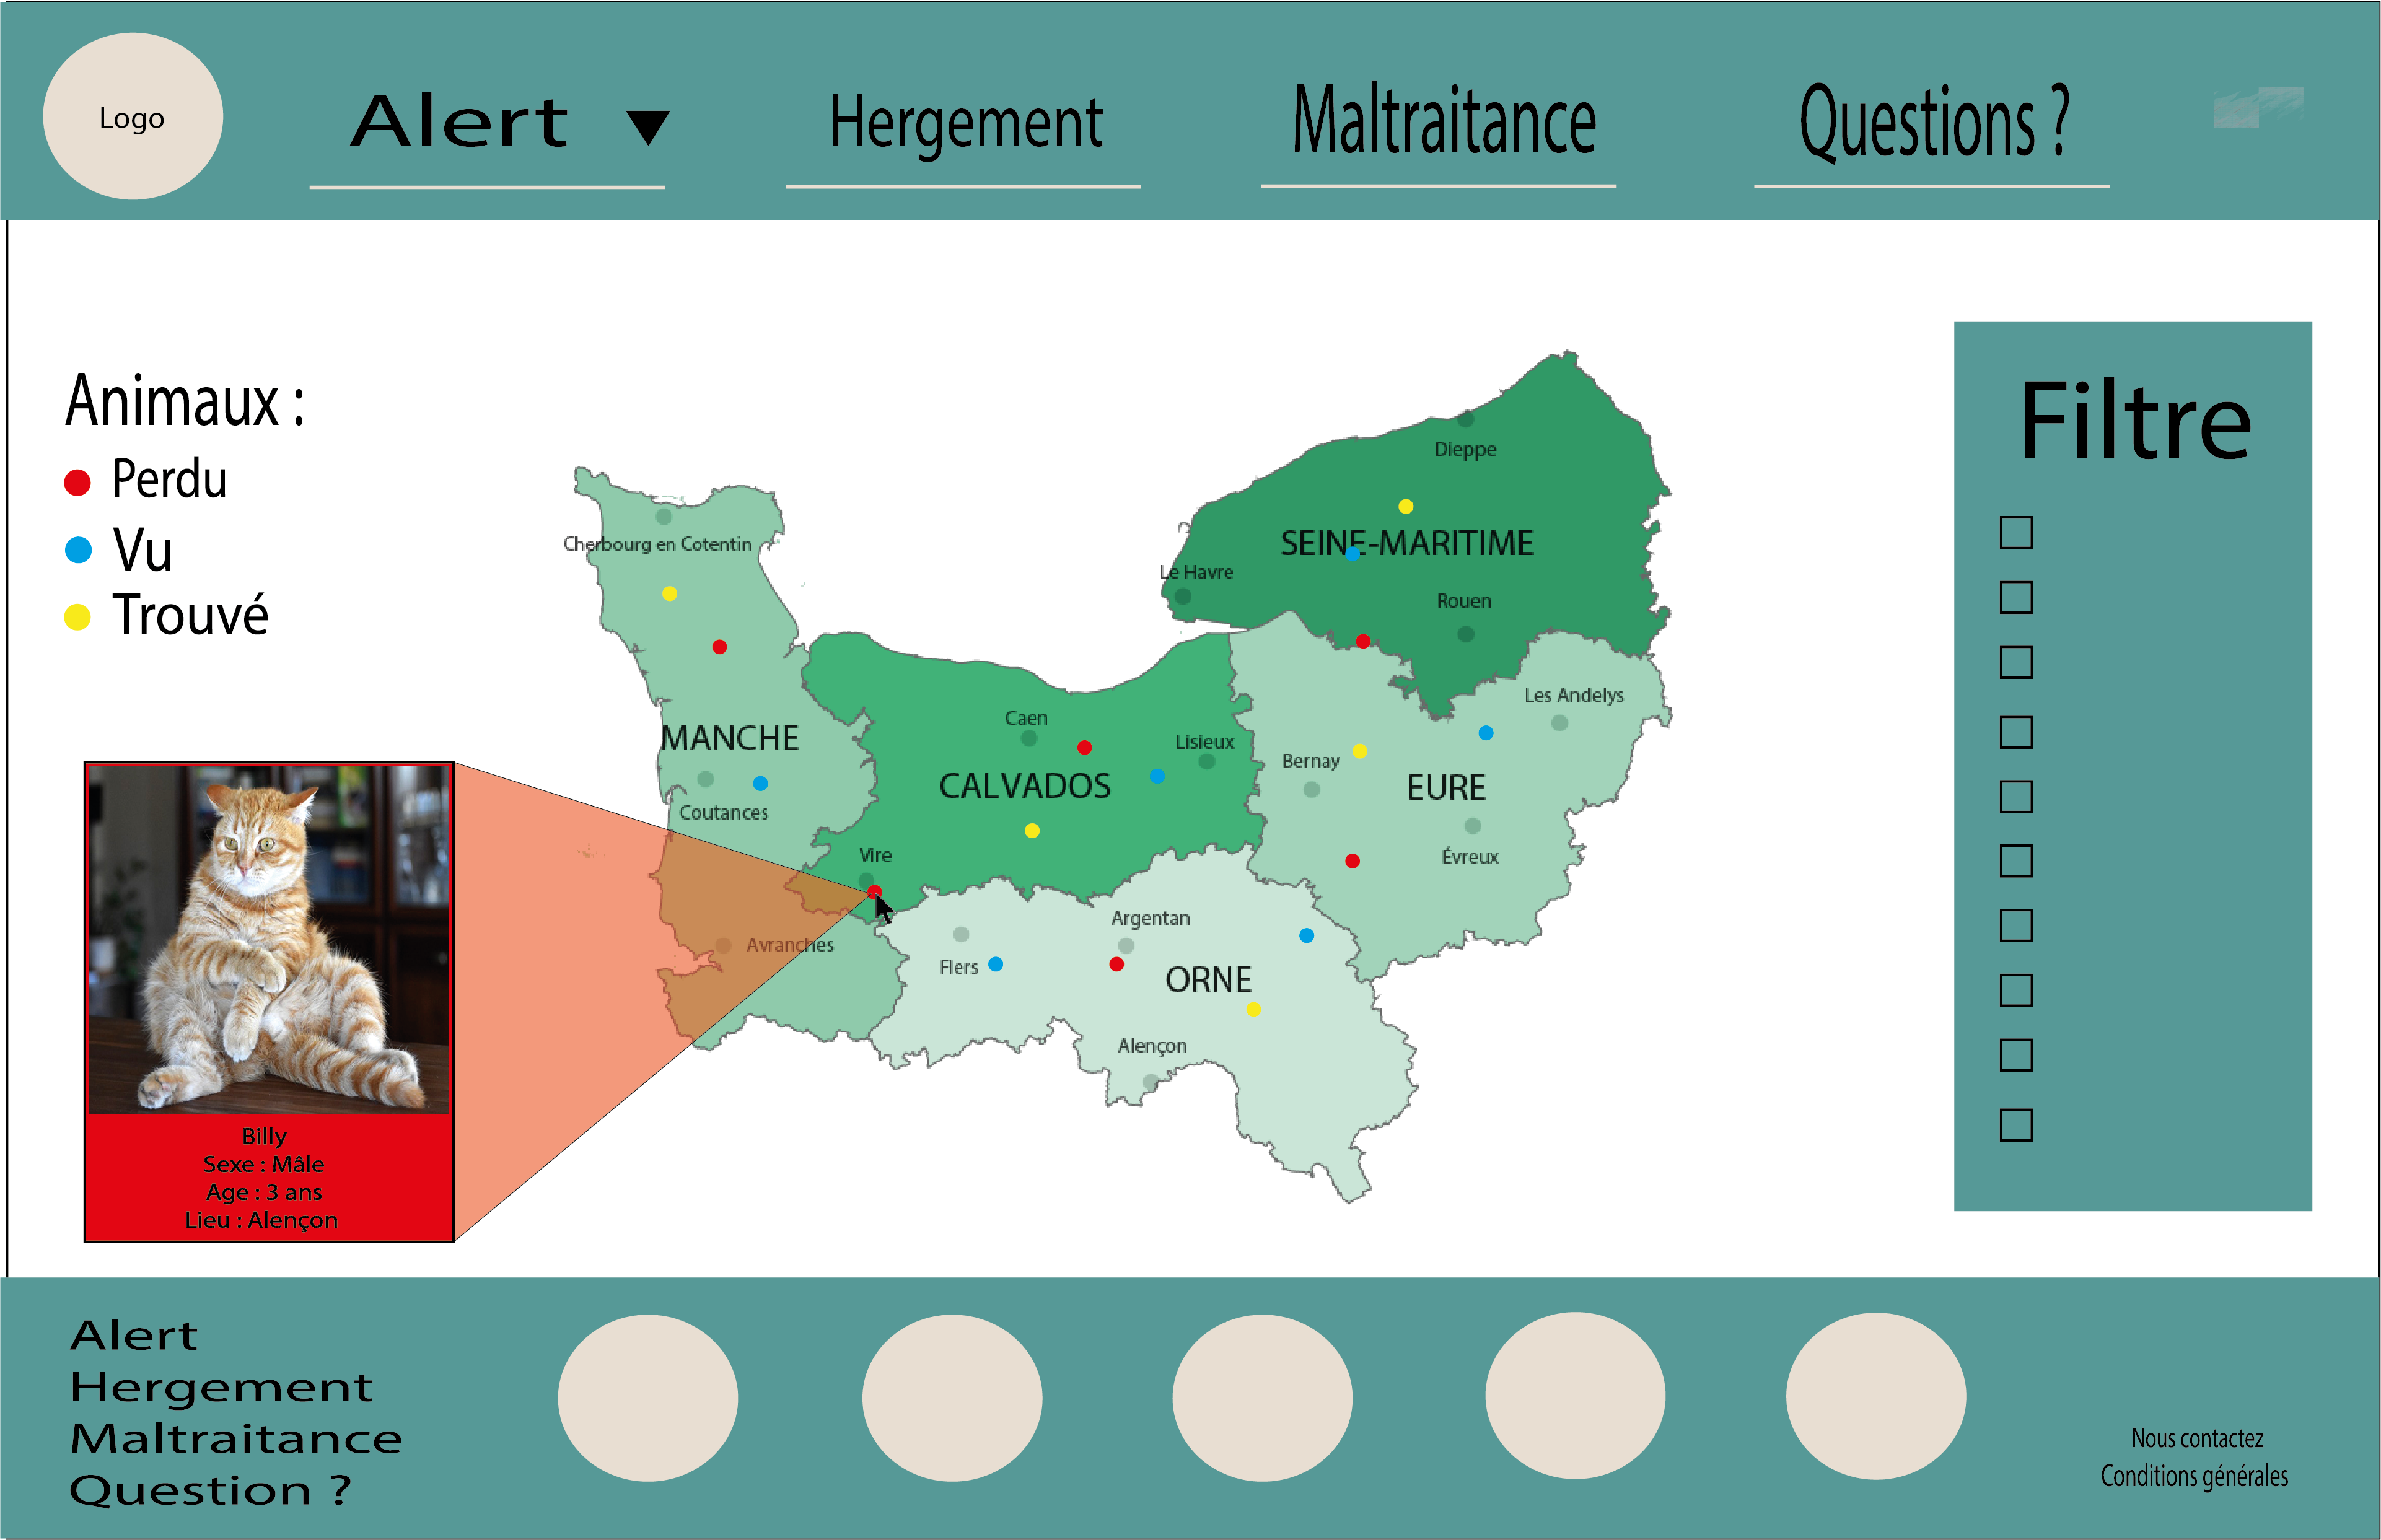 Logo
Alert
Hergement
Maltraitance
Questions ?
Animaux :
Perdu
Vu
Trouvé
Filtre
Dieppe
Cherbourg en Cotentin
SEINE-MARITIME
Le Havre
Rouen
Les Andelys
Caen
MANCHE
Lisieux
Bernay
CALVADOS
EURE
Coutances
Vire
Évreux
Argentan
Avranches
Flers
ORNE
Alençon
Billy
Sexe : Mâle
Age : 3 ans
Lieu : Alençon
Alert
Hergement
Maltraitance
Question ?
Nous contactez
Conditions générales